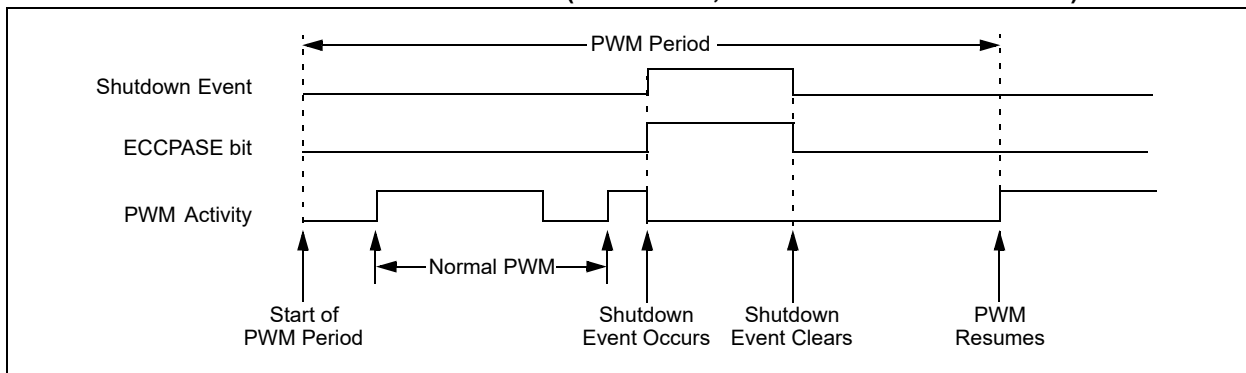 PWM Period
Shutdown Event
ECCPASE bit
PWM Activity
Normal PWM
Start of
PWM Period
Shutdown
Event Occurs
Shutdown
Event Clears
PWM
Resumes